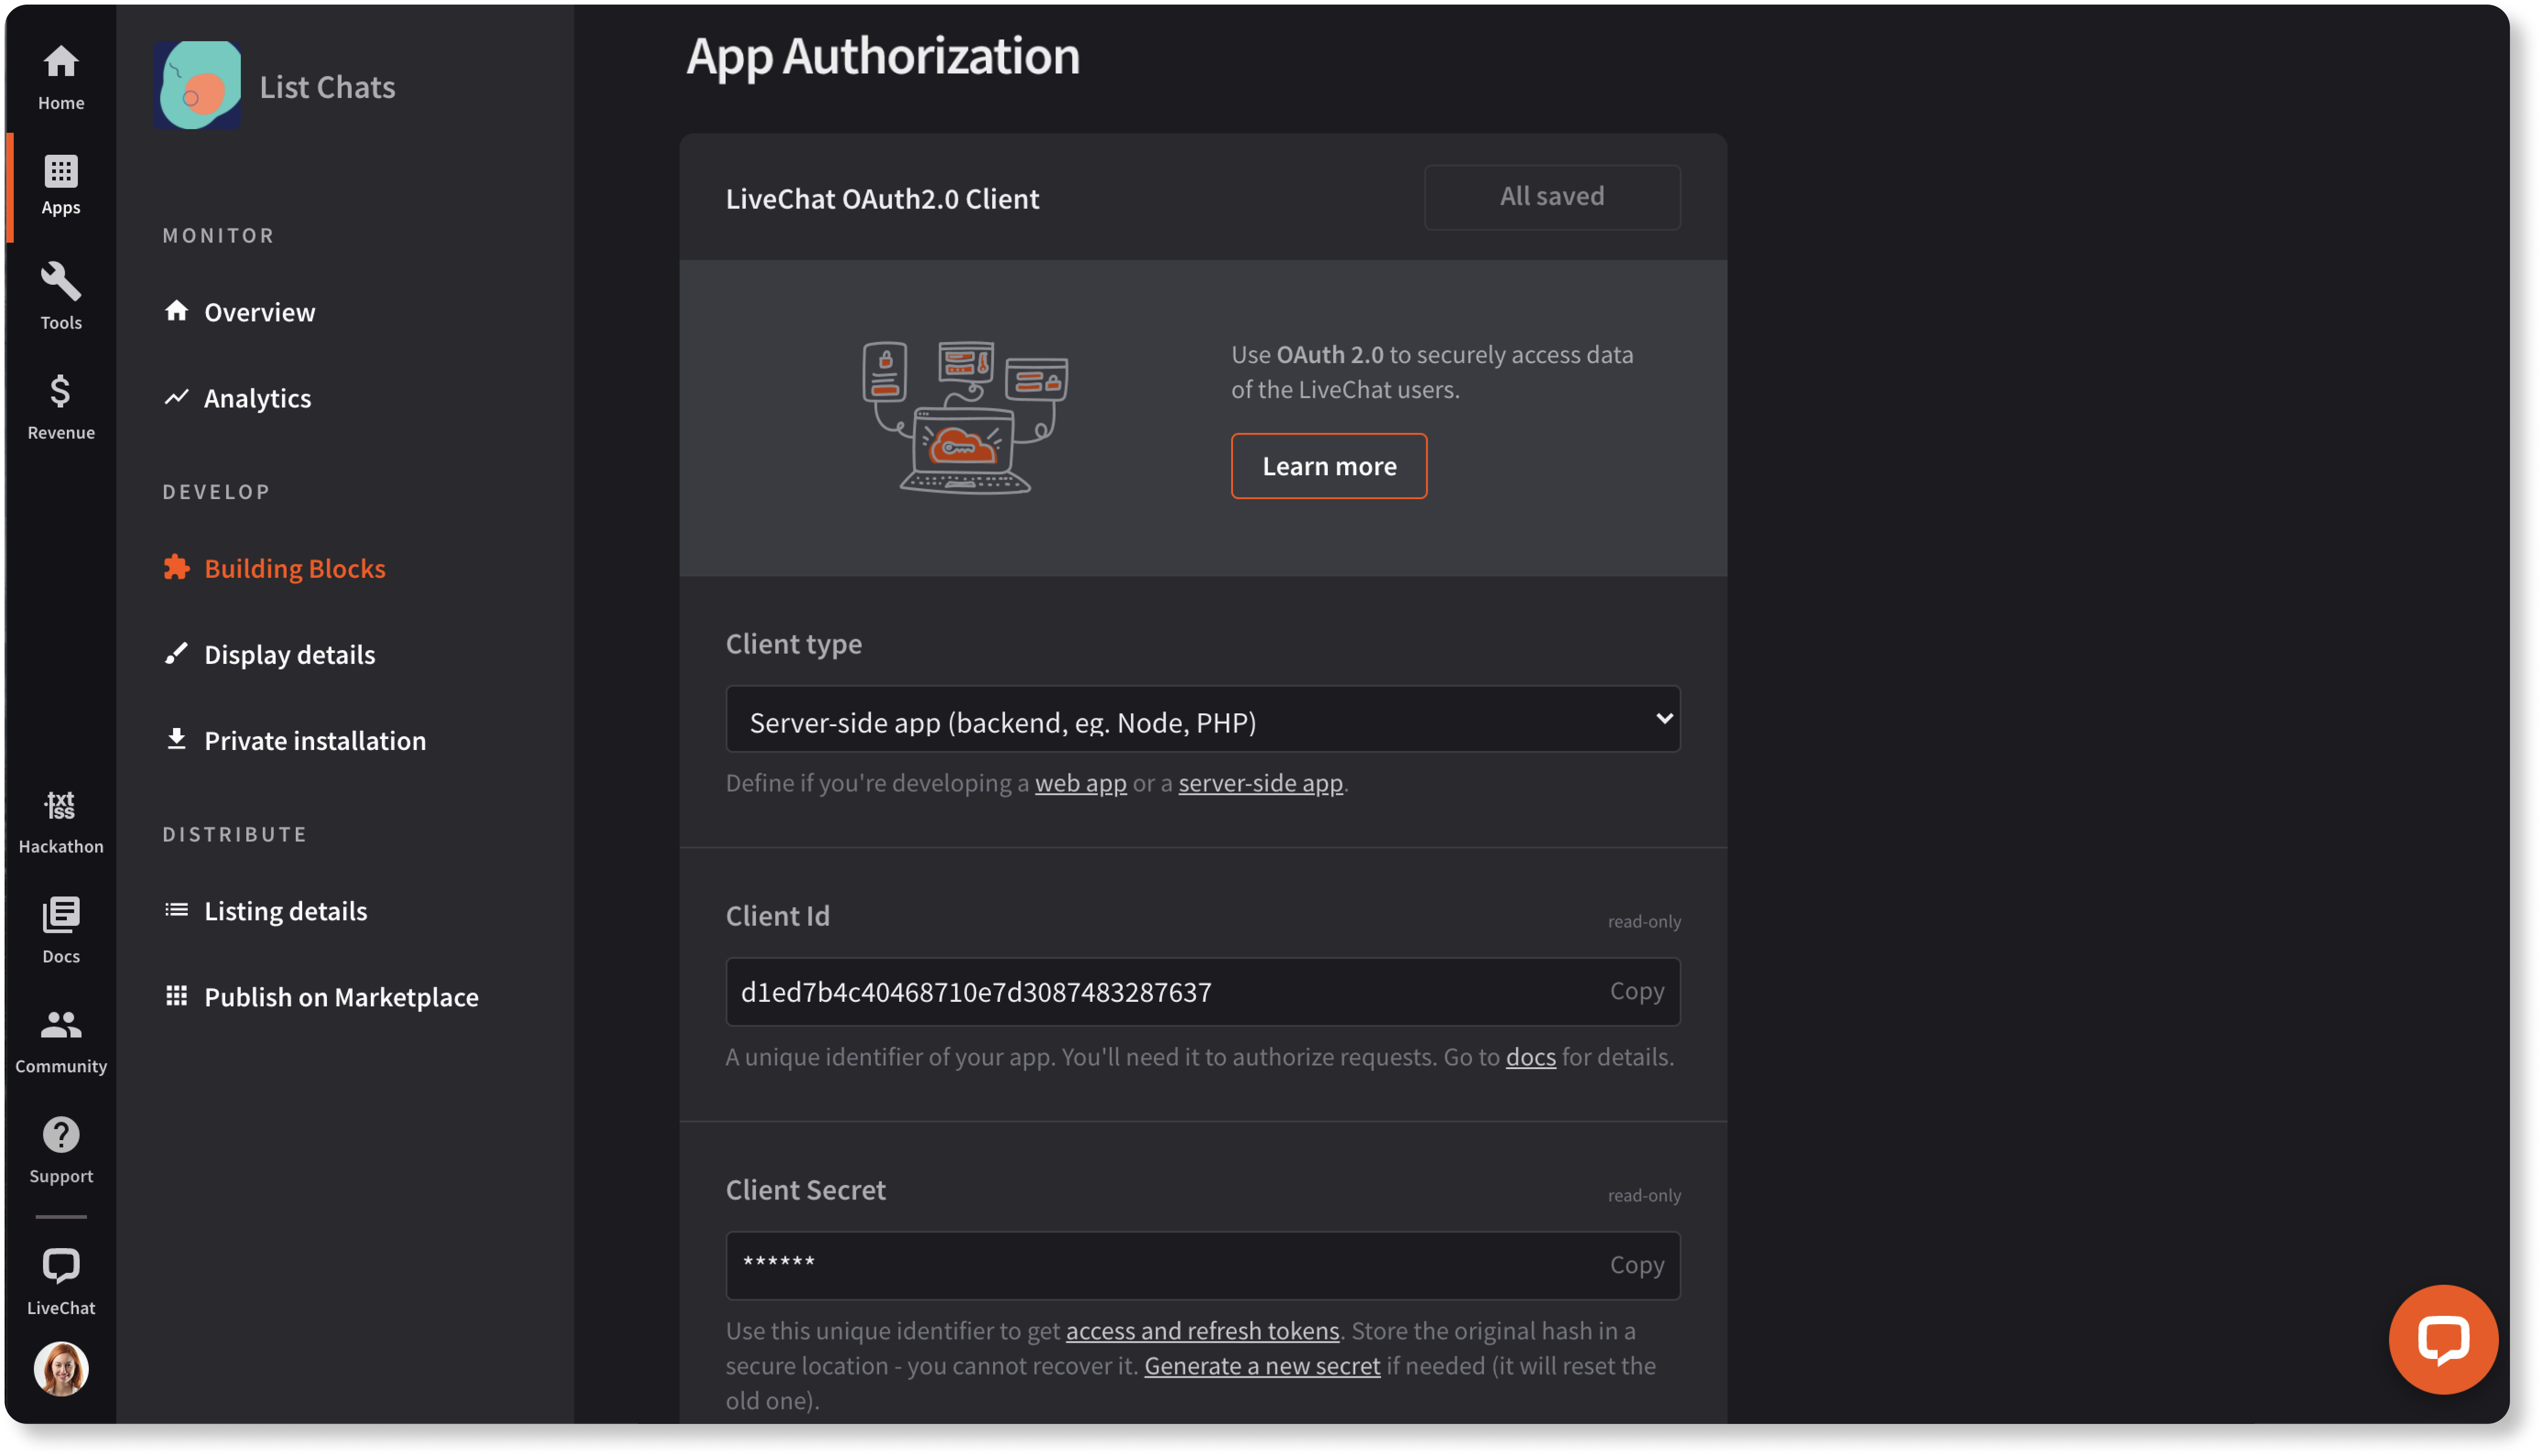 Home
Apps
Tools
Revenue
.txt
tss
Hackathon
Docs
Community
Support
LiveChat
List Chats
MONITOR
Overview
Analytics
DEVELOP
Building Blocks
Display details
Private installation
DISTRIBUTE
Listing details
Publish on Marketplace
App Authorization
LiveChat OAuth2.0 Client
All saved
Use OAuth 2.0 to securely access data
of the LiveChat users.
Learn more
Client type
Server-side app (backend, eg. Node, PHP)
Define if you're developing a web app or a server-side app.
Client Id
read-only
d1ed7b4c40468710e7d3087483287637
Copy
A unique identifier of your app. You'll need it to authorize requests. Go to docs for details.
Client Secret
read-only
******
Copy
Use this unique identifier to get access and refresh tokens. Store the original hash in a
secure location - you cannot recover it. Generate a new secret if needed (it will reset the
old one).